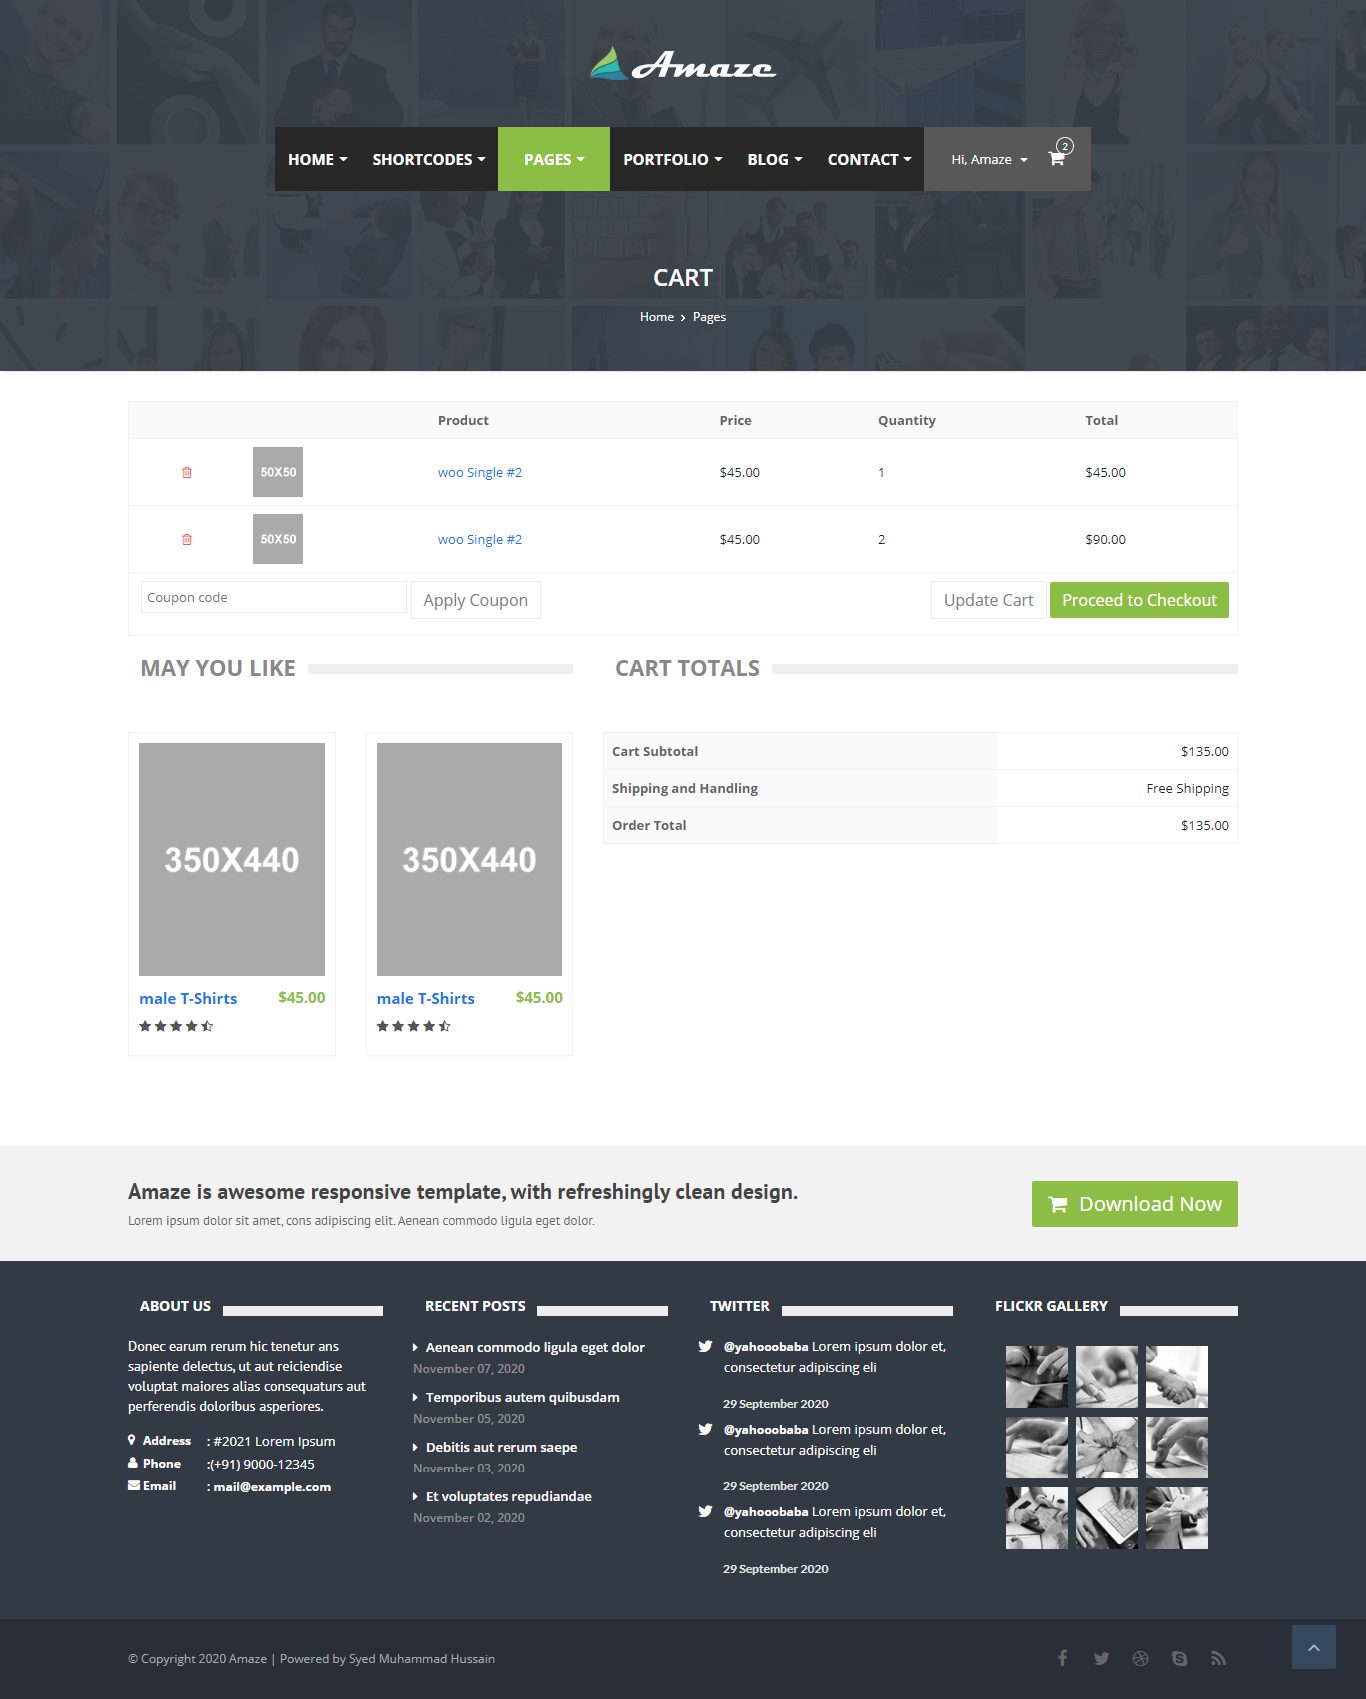 Amaze
HOME SHORTCODES PAGES PORTFOLIO BLOG CONTACT Hi, Amaze 2
CART
Home Pages
Product Price Quantity Total
50X50 woo Single #2 $45.00 1 $45.00
50X50 woo Single #2 $45.00 2 $90.00
Coupon code Apply Coupon Update Cart Proceed to Checkout
MAY YOU LIKE
350X440 350X440
male T-Shirts $45.00 male T-Shirts $45.00
CART TOTALS
Cart Subtotal $135.00
Shipping and Handling Free Shipping
Order Total $135.00
Amaze is awesome responsive template, with refreshingly clean design.
Lorem ipsum dolor sit amet, cons adipiscing elit. Aenean commodo ligula eget dolor.
Download Now
ABOUT US
Donec earum rerum hic tenetur ans
sapiente delectus, ut aut reiciendise
voluptat maiores alias consequaturs aut
perferendis doloribus asperiores.
Address : #2021 Lorem Ipsum
Phone :(+91) 9000-12345
Email : mail@example.com
RECENT POSTS
Aenean commodo ligula eget dolor
November 07, 2020
Temporibus autem quibusdam
November 05, 2020
Debitis aut rerum saepe
November 03, 2020
Et voluptates repudiandae
November 02, 2020
TWITTER
@yahooobaba Lorem ipsum dolor et,
consectetur adipiscing eli
29 September 2020
@yahooobaba Lorem ipsum dolor et,
consectetur adipiscing eli
29 September 2020
@yahooobaba Lorem ipsum dolor et,
consectetur adipiscing eli
29 September 2020
FLICKR GALLERY
© Copyright 2020 Amaze | Powered by Syed Muhammad Hussain